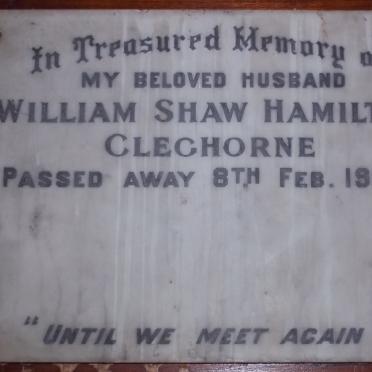 In Treasured Memory o
MY BELOVED HUSBAND
WILLIAM SHAW HAMILT
CLEGHORNE
PASSED AWAY 8TH FEB. 19
"UNTIL WE MEET AGAIN